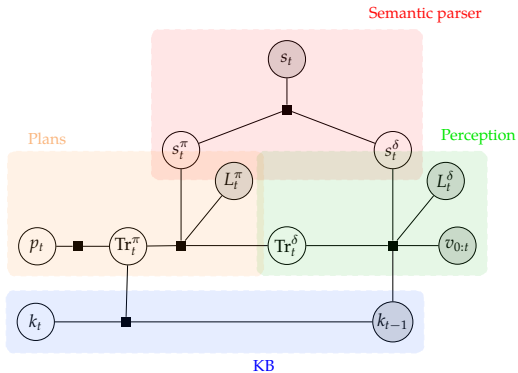 Semantic parser
s_t
Plans
Perception
s_t^π
s_t^δ
L_t^π
L_t^δ
p_t
Tr_t^π
Tr_t^δ
v_{0:t}
k_t
k_{t−1}
KB